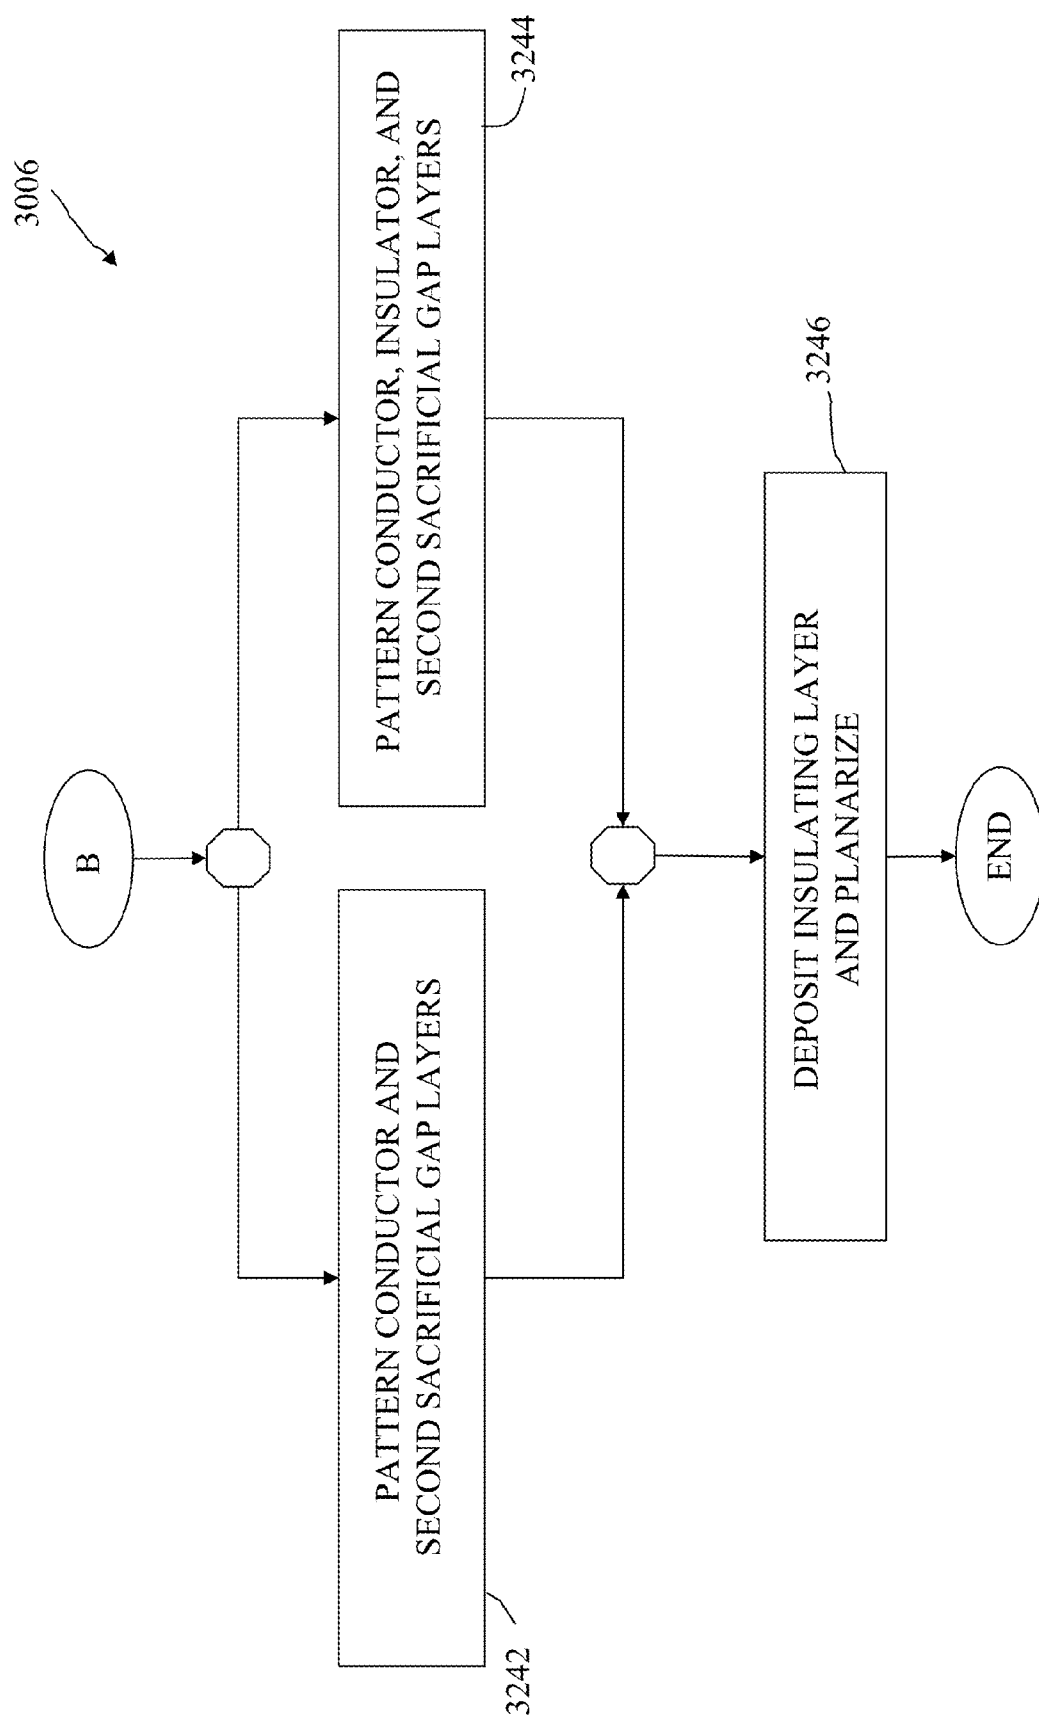 3006
B
PATTERN CONDUCTOR AND
SECOND SACRIFICIAL GAP LAYERS
3242
PATTERN CONDUCTOR, INSULATOR, AND
SECOND SACRIFICIAL GAP LAYERS
3244
DEPOSIT INSULATING LAYER
AND PLANARIZE
3246
END